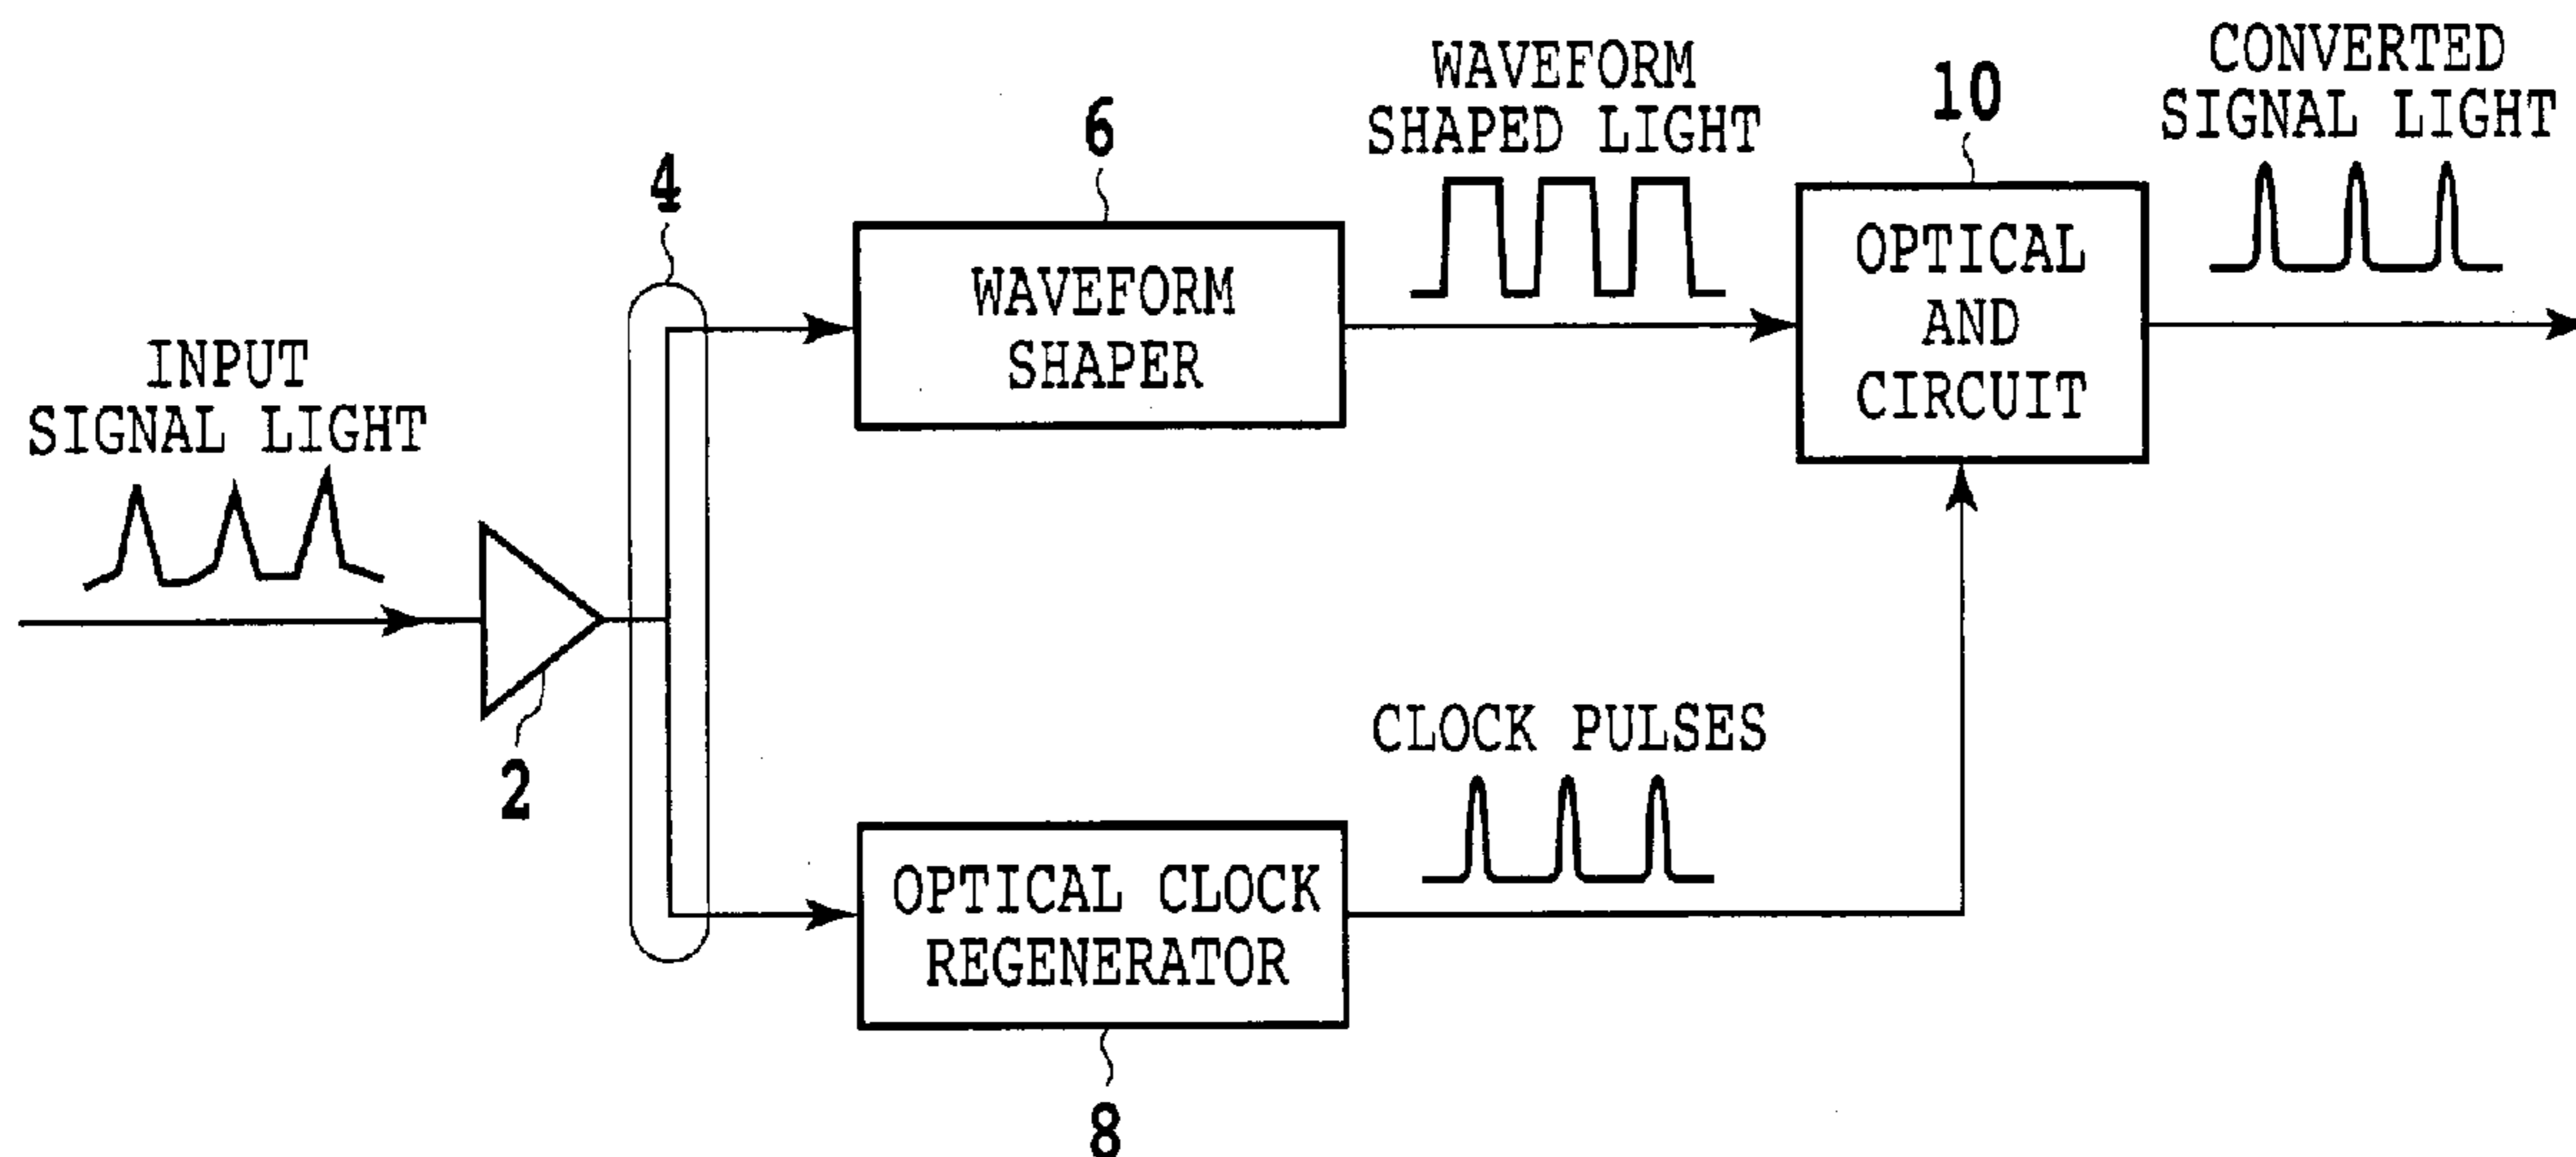 INPUT
SIGNAL LIGHT
2
4
6
WAVEFORM
SHAPER
WAVEFORM
SHAPED LIGHT
10
OPTICAL
AND
CIRCUIT
CONVERTED
SIGNAL LIGHT
OPTICAL CLOCK
REGENERATOR
8
CLOCK PULSES